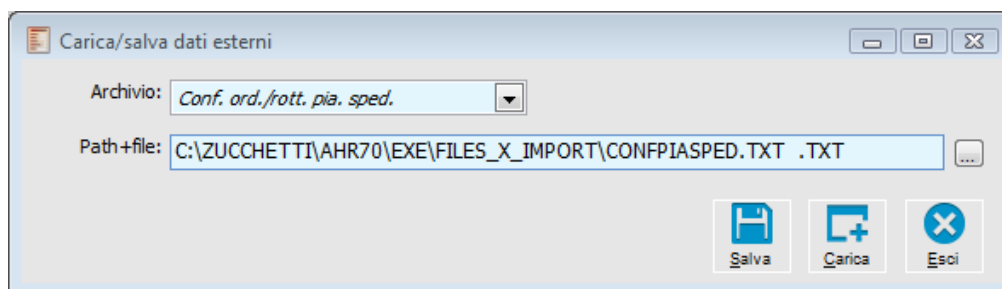 Carica/salva dati esterni
Archivio: Conf. ord./rott. pia. sped.
Path+file: C:\ZUCCHETTI\AHR70\EXE\FILES_X_IMPORT\CONFPIASPED.TXT .TXT ...
Salva Carica Esci